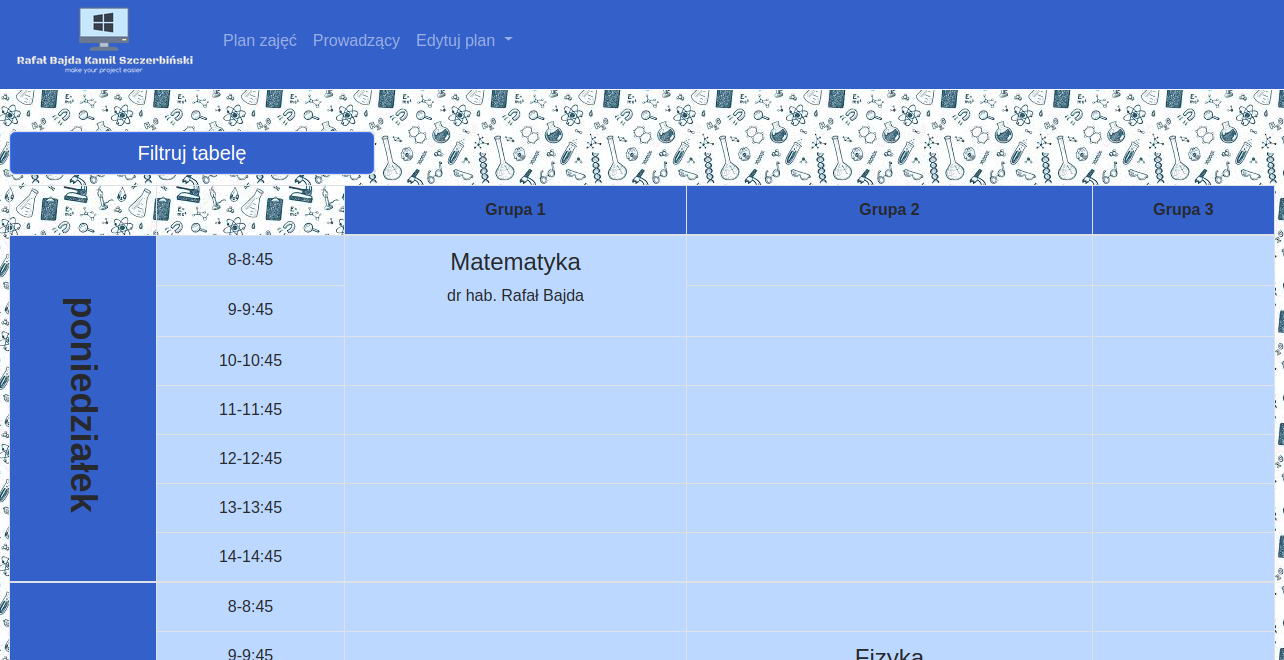 Rafał Bajda Kamil Szczerbiński
make your project easier
Plan zajęć Prowadzący Edytuj plan
Filtruj tabelę
Grupa 1 Grupa 2 Grupa 3
poniedziałek
8-8:45 Matematyka
dr hab. Rafał Bajda
9-9:45
10-10:45
11-11:45
12-12:45
13-13:45
14-14:45
8-8:45
9-9:45 Fizyka